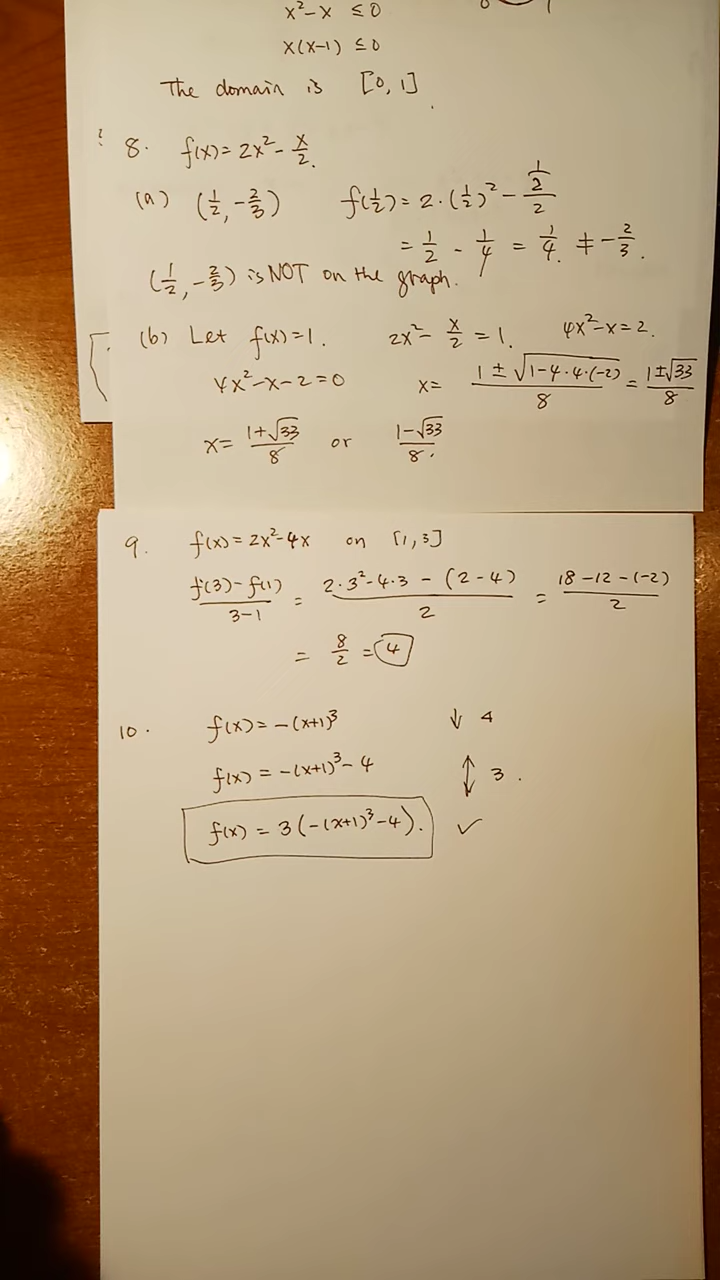 x²-x ≤0
x(x-1) ≤0
The domain is [0, 1].
8. f(x)=2x²-x/2.
(a) (1/2, -2/3) f(1/2)=2·(1/2)²-(1/2)/2
=1/2-1/4=1/4.≠-2/3.
(1/2, -2/3) is NOT on the graph.
(b) Let f(x)=1. 2x²-x/2=1. 4x²-x=2.
4x²-x-2=0 x=(1±√(1-4·4·(-2)))/8=(1±√33)/8
x=(1+√33)/8 or (1-√33)/8.
9. f(x)=2x²-4x on [1,3]
(f(3)-f(1))/(3-1)=(2·3²-4·3-(2-4))/2=(18-12-(-2))/2
=8/2=4
10. f(x)=-(x+1)³ ↓ 4
f(x)=-(x+1)³-4 ↕ 3.
f(x)=3(-(x+1)³-4). ✓